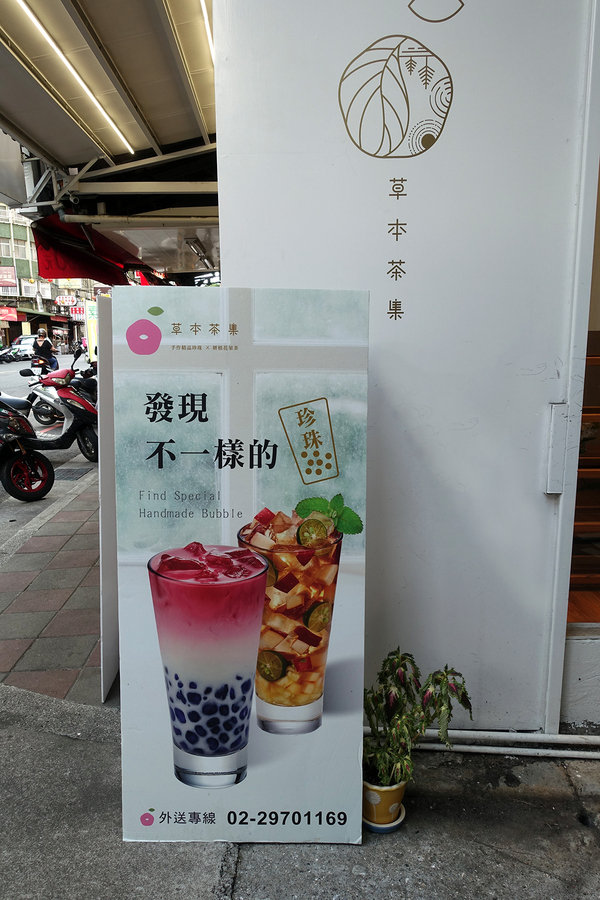 草本茶集
草本茶集
發現
不一樣的
珍珠
Find Special
Handmade Bubble
外送專線 02-29701169